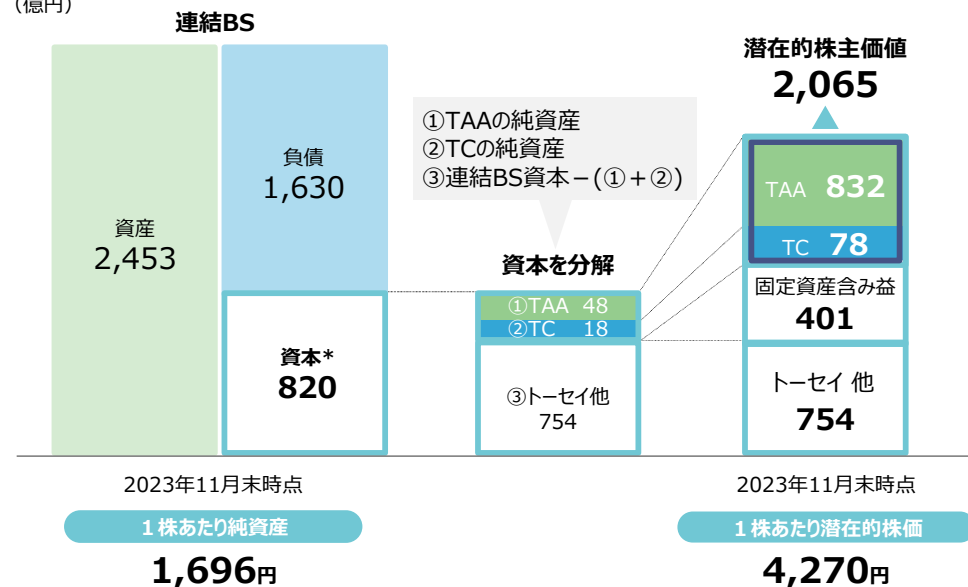 （億円）
連結BS
資産
2,453
負債
1,630
資本*
820
①TAAの純資産
②TCの純資産
③連結BS資本－(①＋②)
資本を分解
①TAA 48
②TC 18
③トーセイ他
754
潜在的株主価値
2,065
TAA 832
TC 78
固定資産含み益
401
トーセイ 他
754
2023年11月末時点
1株あたり純資産
1,696円
2023年11月末時点
1株あたり潜在的株価
4,270円